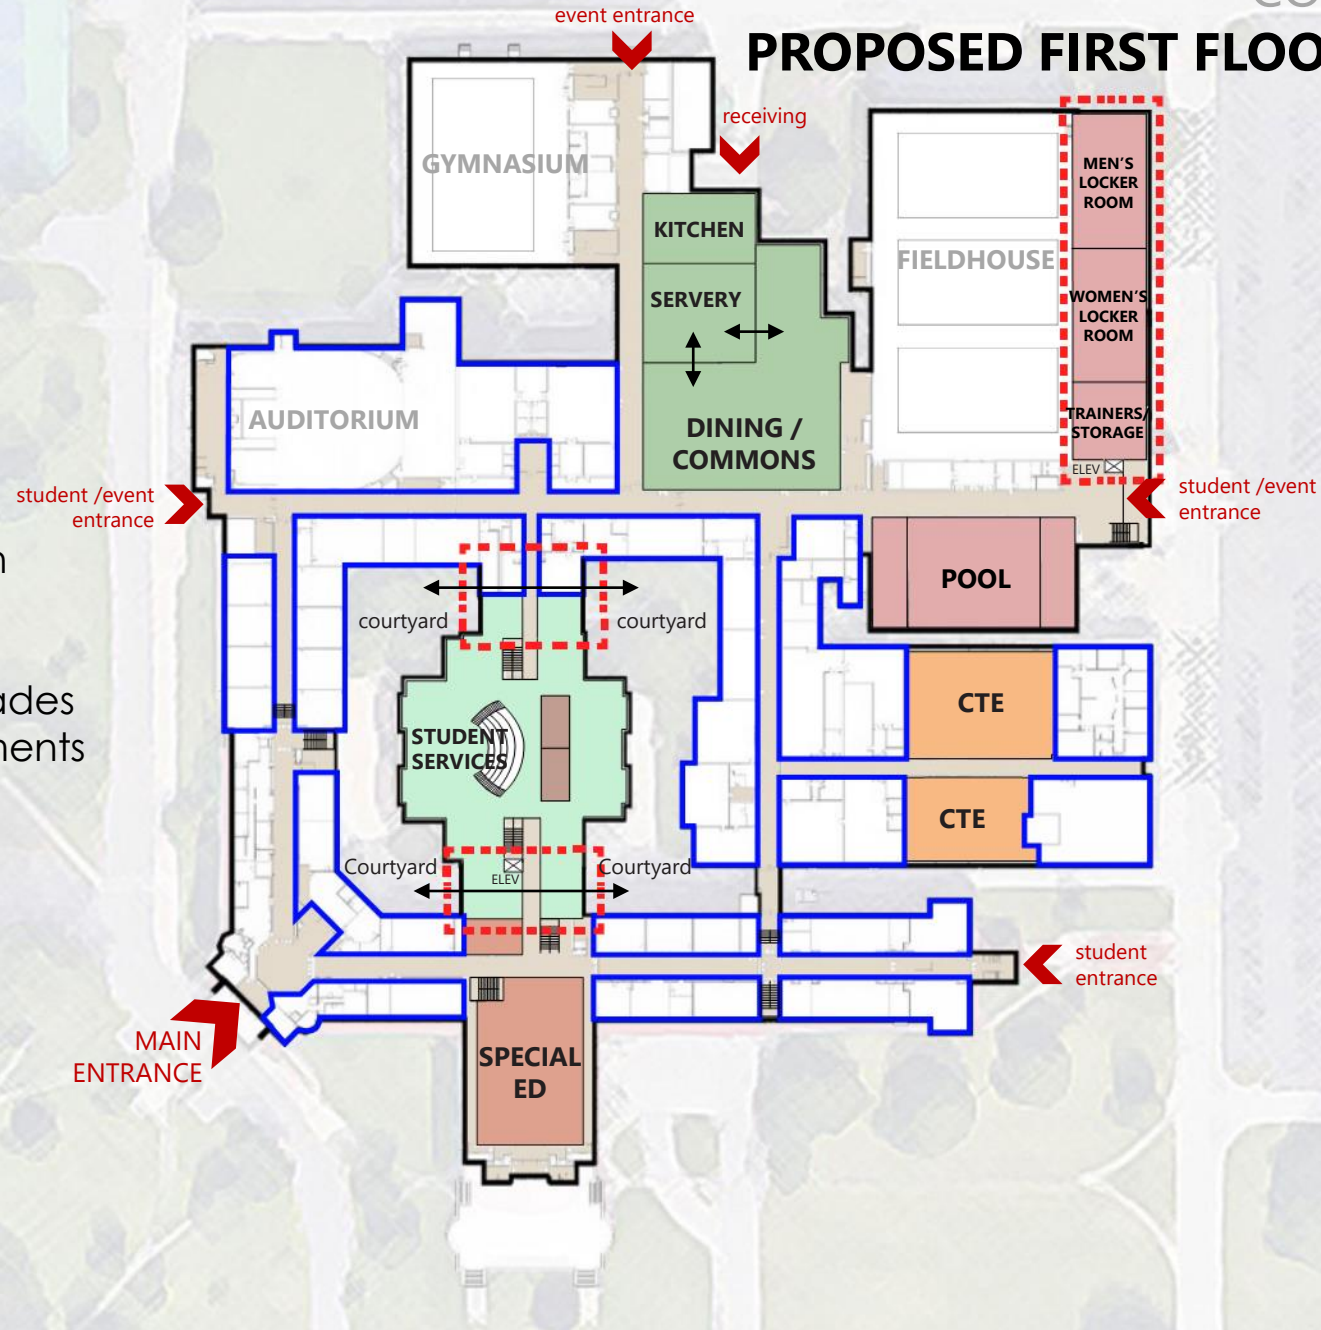 CO
PROPOSED FIRST FLOO
event entrance
receiving
GYMNASIUM
KITCHEN
SERVERY
DINING /
COMMONS
FIELDHOUSE
MEN'S
LOCKER
ROOM
WOMEN'S
LOCKER
ROOM
TRAINERS/
STORAGE
ELEV
AUDITORIUM
student /event
entrance
student /event
entrance
n
ades
ments
courtyard
courtyard
POOL
STUDENT
SERVICES
CTE
CTE
Courtyard
Courtyard
ELEV
student
entrance
MAIN
ENTRANCE
SPECIAL
ED